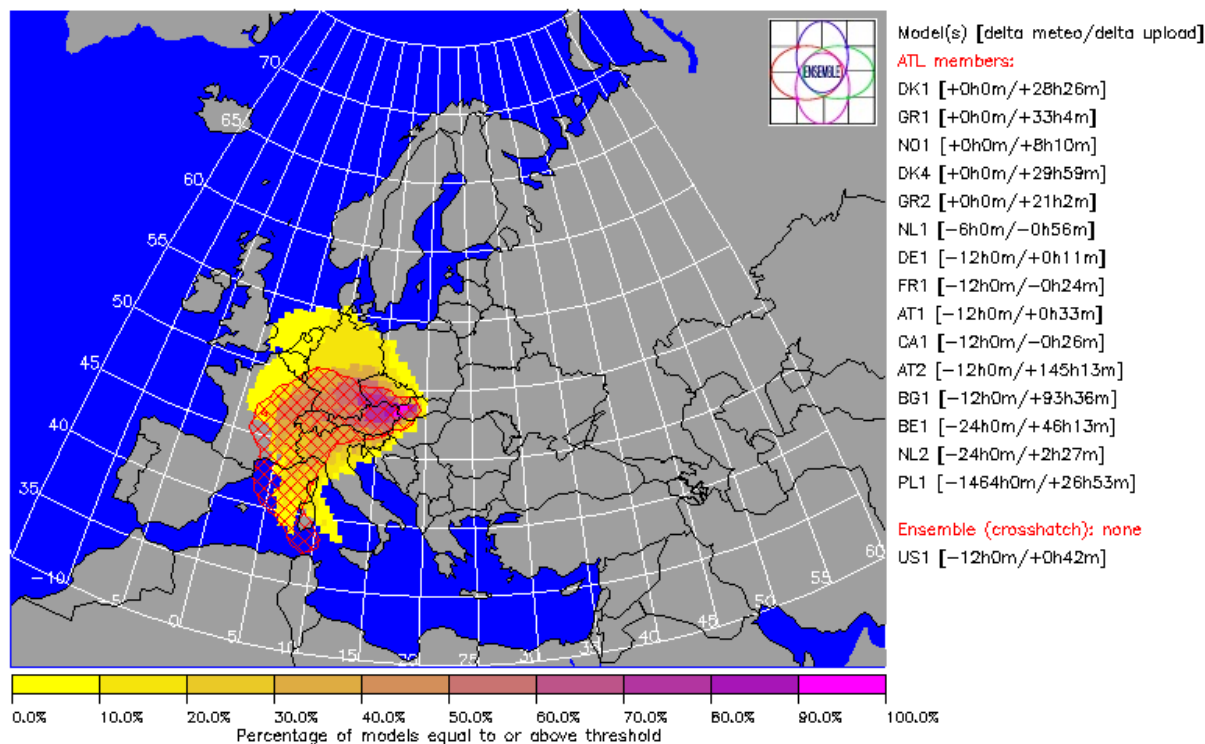 Model(s) [delta meteo/delta upload]
ATL members:
DK1 [+0h0m/+28h26m]
GR1 [+0h0m/+33h4m]
NO1 [+0h0m/+8h10m]
DK4 [+0h0m/+29h59m]
GR2 [+0h0m/+21h2m]
NL1 [−6h0m/−0h56m]
DE1 [−12h0m/+0h11m]
FR1 [−12h0m/−0h24m]
AT1 [−12h0m/+0h33m]
CA1 [−12h0m/−0h26m]
AT2 [−12h0m/+145h13m]
BG1 [−12h0m/+93h36m]
BE1 [−24h0m/+46h13m]
NL2 [−24h0m/+2h27m]
PL1 [−1464h0m/+26h53m]
Ensemble (crosshatch): none
US1 [−12h0m/+0h42m]
ENSEMBLE
70
65
60
55
50
45
40
35
−10 −5 0 5 10 15 20 25 30 35 40 45 50 55 60
0.0% 10.0% 20.0% 30.0% 40.0% 50.0% 60.0% 70.0% 80.0% 90.0% 100.0%
Percentage of models equal to or above threshold